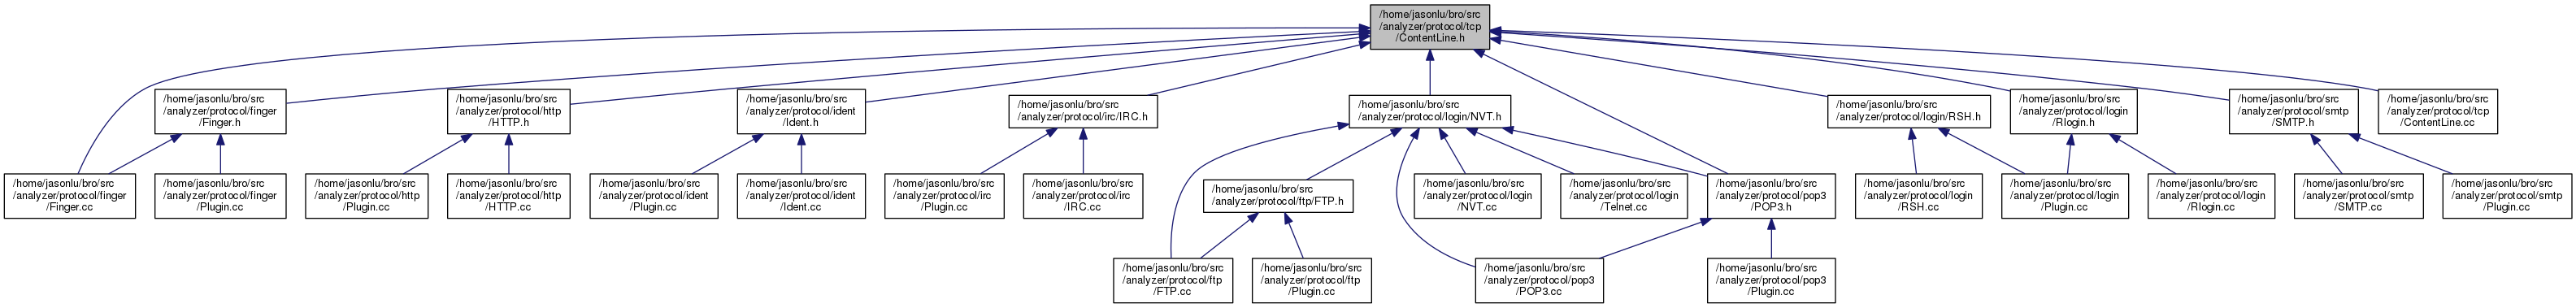 /home/jasonlu/bro/src
/analyzer/protocol/tcp
/ContentLine.h
/home/jasonlu/bro/src
/analyzer/protocol/finger
/Finger.h
/home/jasonlu/bro/src
/analyzer/protocol/http
/HTTP.h
/home/jasonlu/bro/src
/analyzer/protocol/ident
/Ident.h
/home/jasonlu/bro/src
/analyzer/protocol/irc/IRC.h
/home/jasonlu/bro/src
/analyzer/protocol/login/NVT.h
/home/jasonlu/bro/src
/analyzer/protocol/login/RSH.h
/home/jasonlu/bro/src
/analyzer/protocol/login
/Rlogin.h
/home/jasonlu/bro/src
/analyzer/protocol/smtp
/SMTP.h
/home/jasonlu/bro/src
/analyzer/protocol/tcp
/ContentLine.cc
/home/jasonlu/bro/src
/analyzer/protocol/finger
/Finger.cc
/home/jasonlu/bro/src
/analyzer/protocol/finger
/Plugin.cc
/home/jasonlu/bro/src
/analyzer/protocol/http
/Plugin.cc
/home/jasonlu/bro/src
/analyzer/protocol/http
/HTTP.cc
/home/jasonlu/bro/src
/analyzer/protocol/ident
/Plugin.cc
/home/jasonlu/bro/src
/analyzer/protocol/ident
/Ident.cc
/home/jasonlu/bro/src
/analyzer/protocol/irc
/Plugin.cc
/home/jasonlu/bro/src
/analyzer/protocol/irc
/IRC.cc
/home/jasonlu/bro/src
/analyzer/protocol/ftp/FTP.h
/home/jasonlu/bro/src
/analyzer/protocol/login
/NVT.cc
/home/jasonlu/bro/src
/analyzer/protocol/login
/Telnet.cc
/home/jasonlu/bro/src
/analyzer/protocol/pop3
/POP3.h
/home/jasonlu/bro/src
/analyzer/protocol/login
/RSH.cc
/home/jasonlu/bro/src
/analyzer/protocol/login
/Plugin.cc
/home/jasonlu/bro/src
/analyzer/protocol/login
/Rlogin.cc
/home/jasonlu/bro/src
/analyzer/protocol/smtp
/SMTP.cc
/home/jasonlu/bro/src
/analyzer/protocol/smtp
/Plugin.cc
/home/jasonlu/bro/src
/analyzer/protocol/ftp
/FTP.cc
/home/jasonlu/bro/src
/analyzer/protocol/ftp
/Plugin.cc
/home/jasonlu/bro/src
/analyzer/protocol/pop3
/POP3.cc
/home/jasonlu/bro/src
/analyzer/protocol/pop3
/Plugin.cc